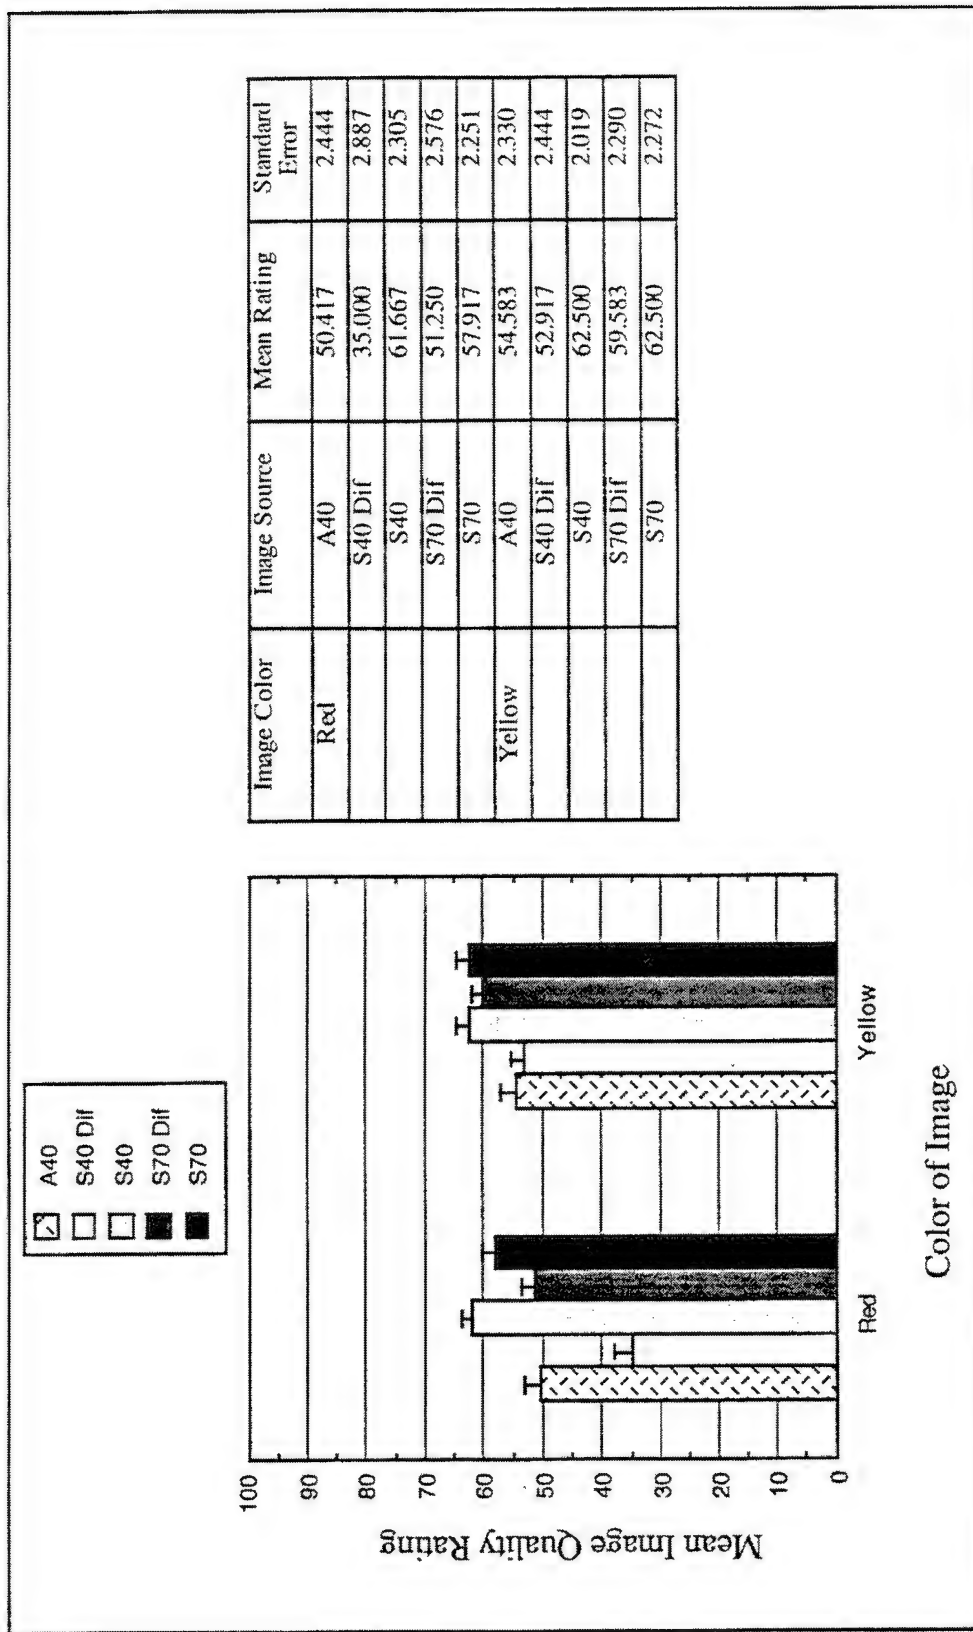 A40
S40 Dif
S40
S70 Dif
S70
Mean Image Quality Rating
100
90
80
70
60
50
40
30
20
10
0
Red
Yellow
Color of Image
Image Color Image Source Mean Rating Standard Error
Red A40 50.417 2.444
S40 Dif 35.000 2.887
S40 61.667 2.305
S70 Dif 51.250 2.576
S70 57.917 2.251
Yellow A40 54.583 2.330
S40 Dif 52.917 2.444
S40 62.500 2.019
S70 Dif 59.583 2.290
S70 62.500 2.272